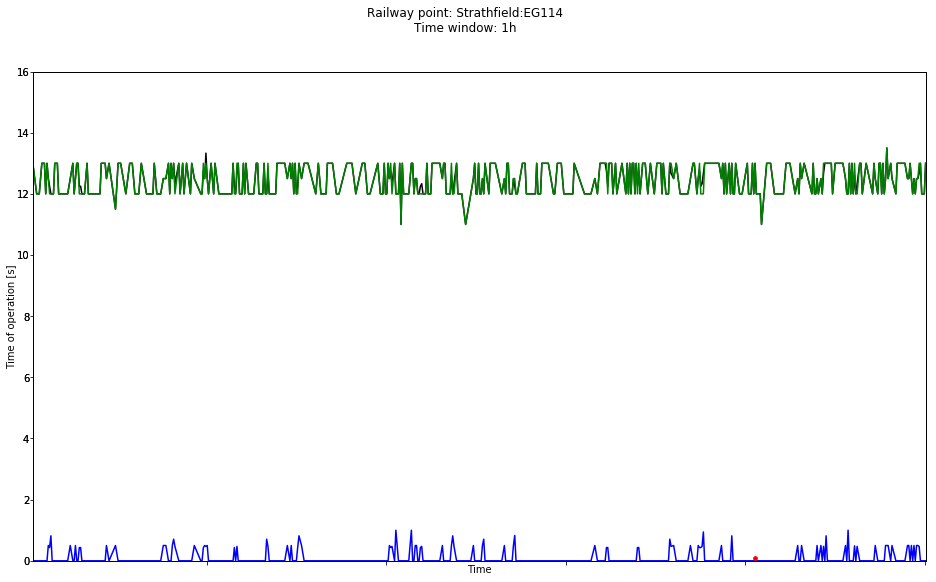 Railway point: Strathfield:EG114
Time window: 1h
16
14
12
10
8
6
4
2
0
Time of operation [s]
Time